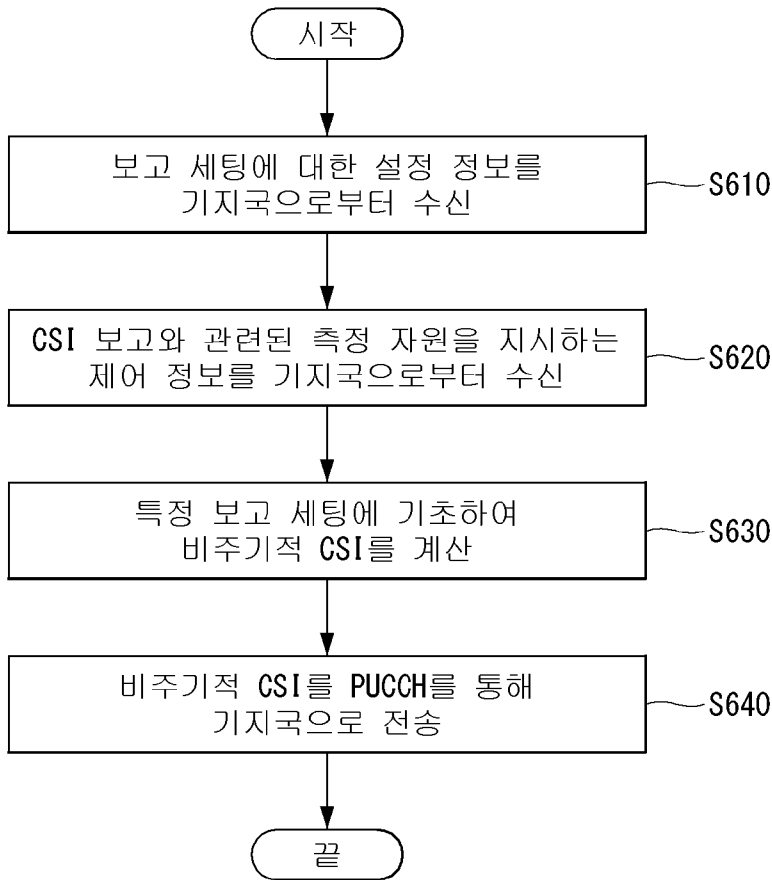 시작
보고 세팅에 대한 설정 정보를
기지국으로부터 수신
S610
CSI 보고와 관련된 측정 자원을 지시하는
제어 정보를 기지국으로부터 수신
S620
특정 보고 세팅에 기초하여
비주기적 CSI를 계산
S630
비주기적 CSI를 PUCCH를 통해
기지국으로 전송
S640
끝